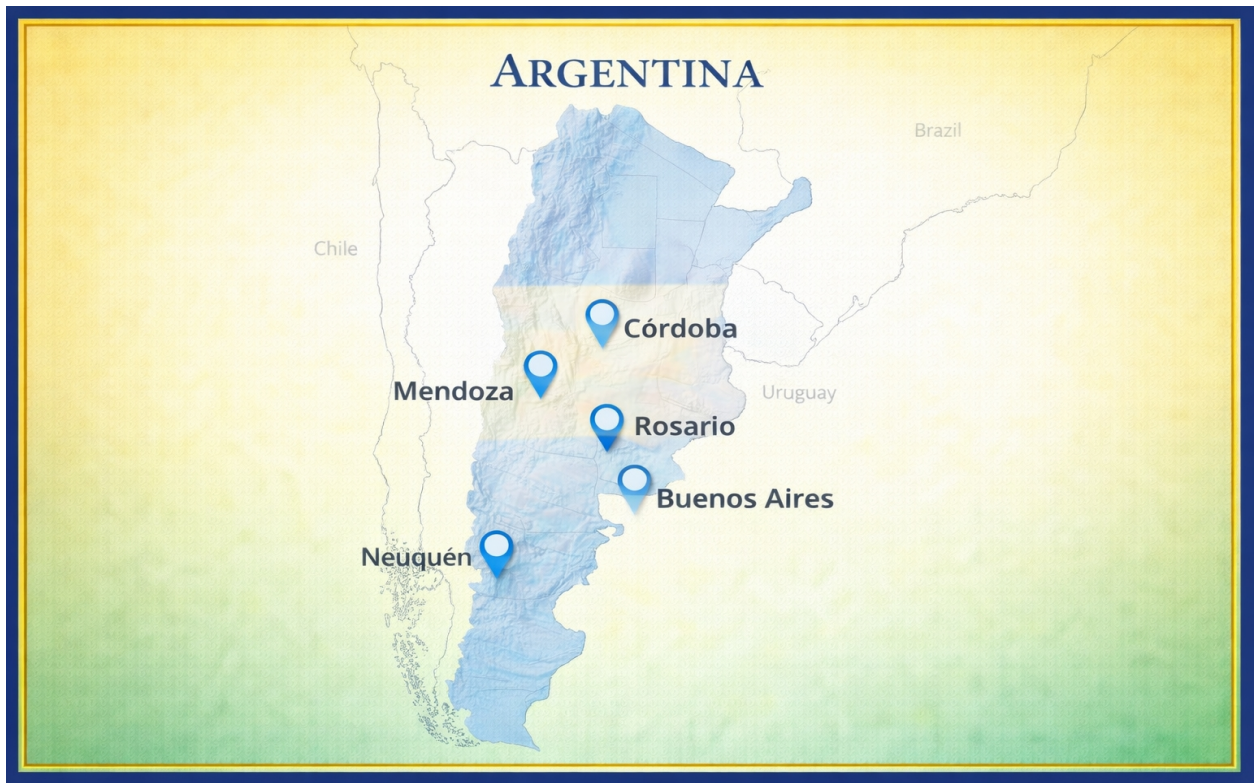 ARGENTINA
Brazil
Chile
Córdoba
Mendoza
Uruguay
Rosario
Buenos Aires
Neuquén